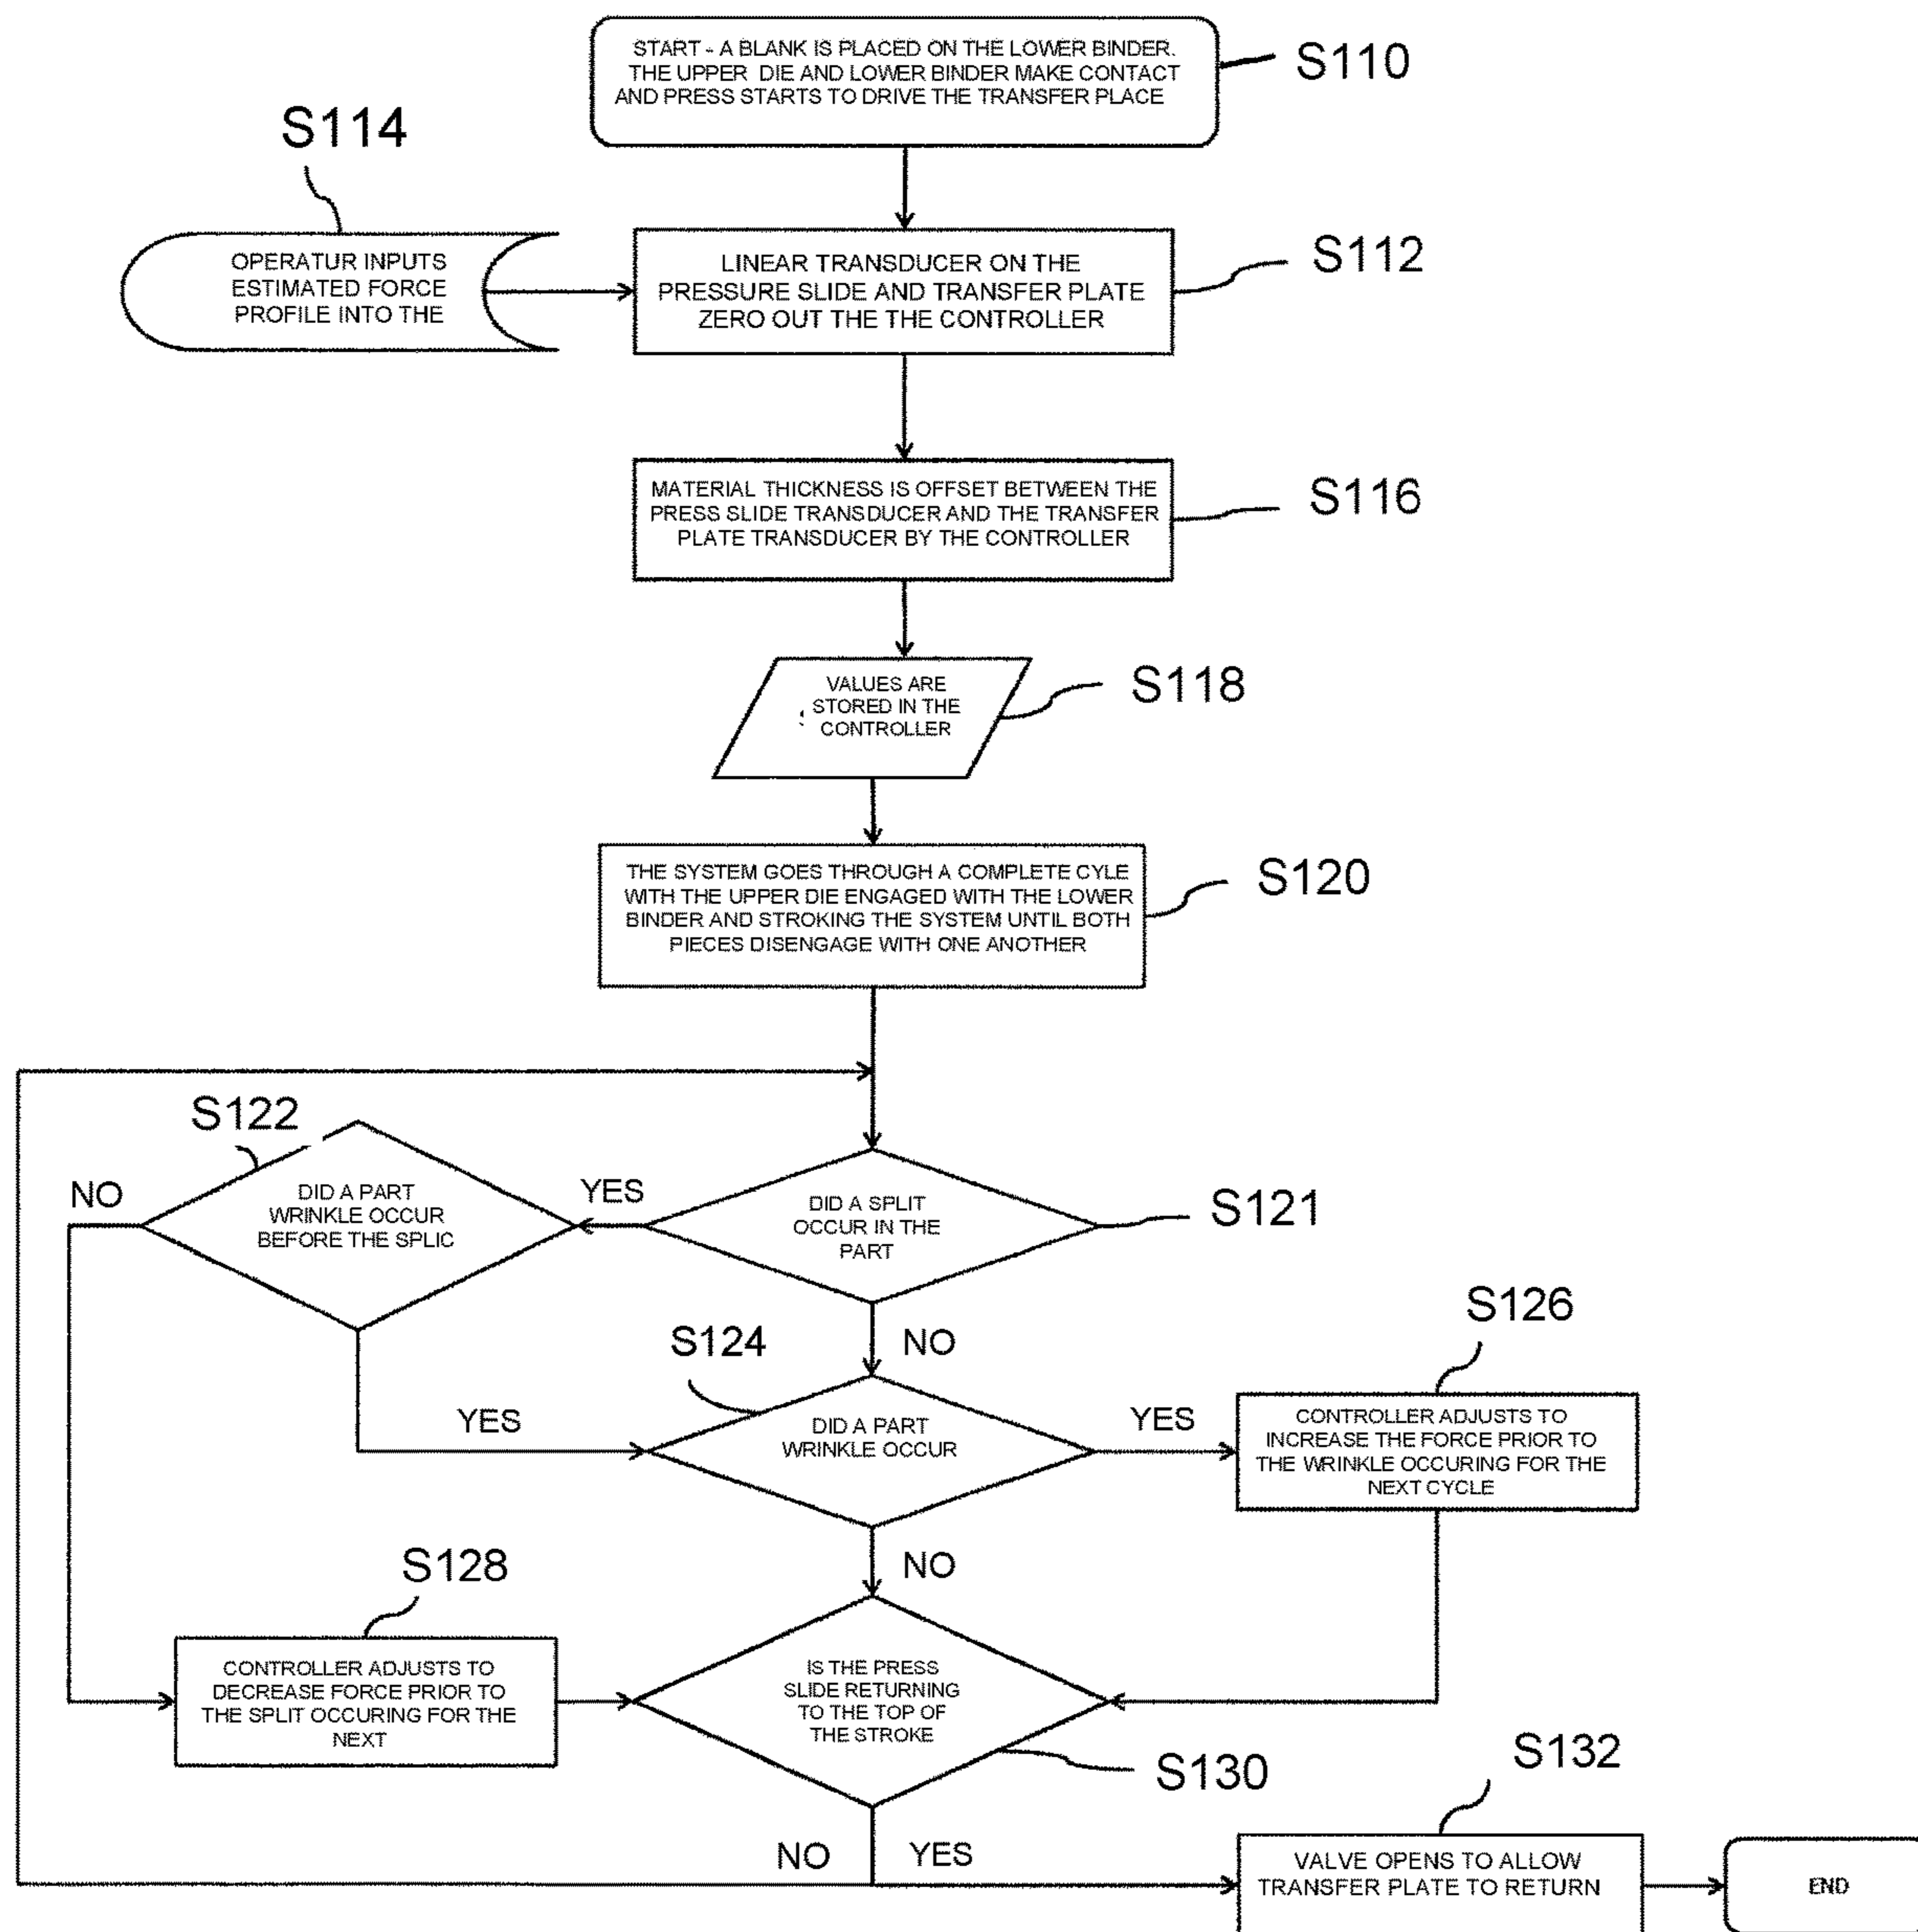 START - A BLANK IS PLACED ON THE LOWER BINDER.
THE UPPER DIE AND LOWER BINDER MAKE CONTACT
AND PRESS STARTS TO DRIVE THE TRANSFER PLACE
S110
S114
OPERATUR INPUTS
ESTIMATED FORCE
PROFILE INTO THE
LINEAR TRANSDUCER ON THE
PRESSURE SLIDE AND TRANSFER PLATE
ZERO OUT THE THE CONTROLLER
S112
MATERIAL THICKNESS IS OFFSET BETWEEN THE
PRESS SLIDE TRANSDUCER AND THE TRANSFER
PLATE TRANSDUCER BY THE CONTROLLER
S116
VALUES ARE
STORED IN THE
CONTROLLER
S118
THE SYSTEM GOES THROUGH A COMPLETE CYLE
WITH THE UPPER DIE ENGAGED WITH THE LOWER
BINDER AND STROKING THE SYSTEM UNTIL BOTH
PIECES DISENGAGE WITH ONE ANOTHER
S120
S122
NO
DID A PART
WRINKLE OCCUR
BEFORE THE SPLIC
YES
DID A SPLIT
OCCUR IN THE
PART
S121
NO
S124
YES
DID A PART
WRINKLE OCCUR
YES
S126
CONTROLLER ADJUSTS TO
INCREASE THE FORCE PRIOR TO
THE WRINKLE OCCURING FOR THE
NEXT CYCLE
NO
S128
CONTROLLER ADJUSTS TO
DECREASE FORCE PRIOR TO
THE SPLIT OCCURING FOR THE
NEXT
IS THE PRESS
SLIDE RETURNING
TO THE TOP OF
THE STROKE
S130
NO
YES
S132
VALVE OPENS TO ALLOW
TRANSFER PLATE TO RETURN
END